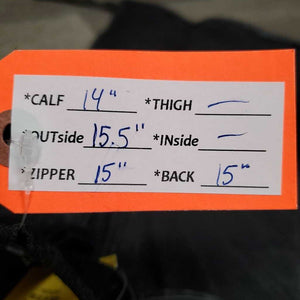 *CALF 14" *THIGH —
*OUTside 15.5" *INside —
*ZIPPER 15" *BACK 15"